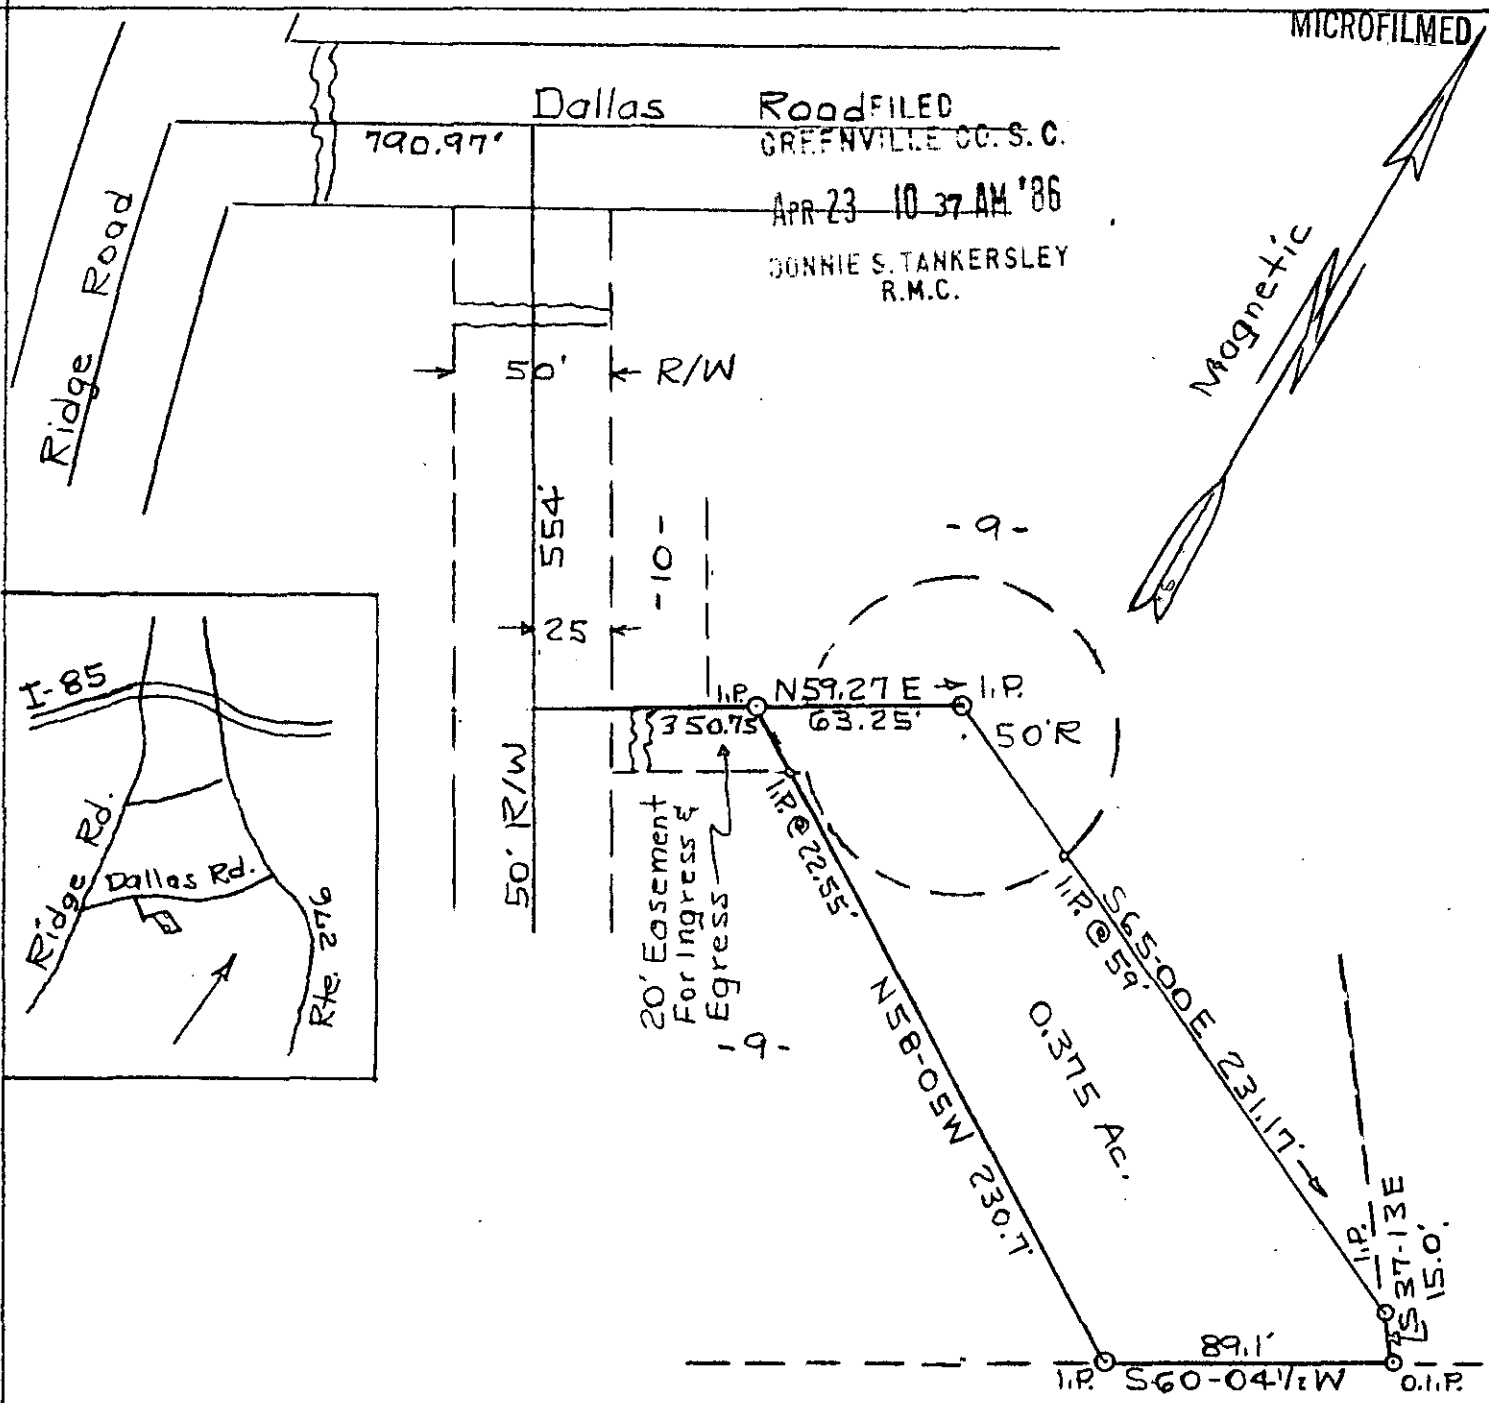 MICROFILMED
Dallas Road
790.97'
FILED
GREENVILLE CO. S. C.
APR 23 10 37 AM '86
DONNIE S. TANKERSLEY
R.M.C.
Ridge Road
Magnetic
50' R/W
554'
-10-
-9-
25
I-85
Ridge Rd.
Dallas Rd.
Rte. 276
I.P.
N59.27 E
I.P.
350.75
63.25'
50'R
50' R/W
20' Easement
For Ingress &
Egress
-9-
I.P. @ 22.55'
I.P. @ 59'
S65-00E 231.17'
N58-05W 230.7'
0.375 Ac.
I.P.
S37-13E
15.0'
89.1'
I.P.
S60-04½W
O.I.P.